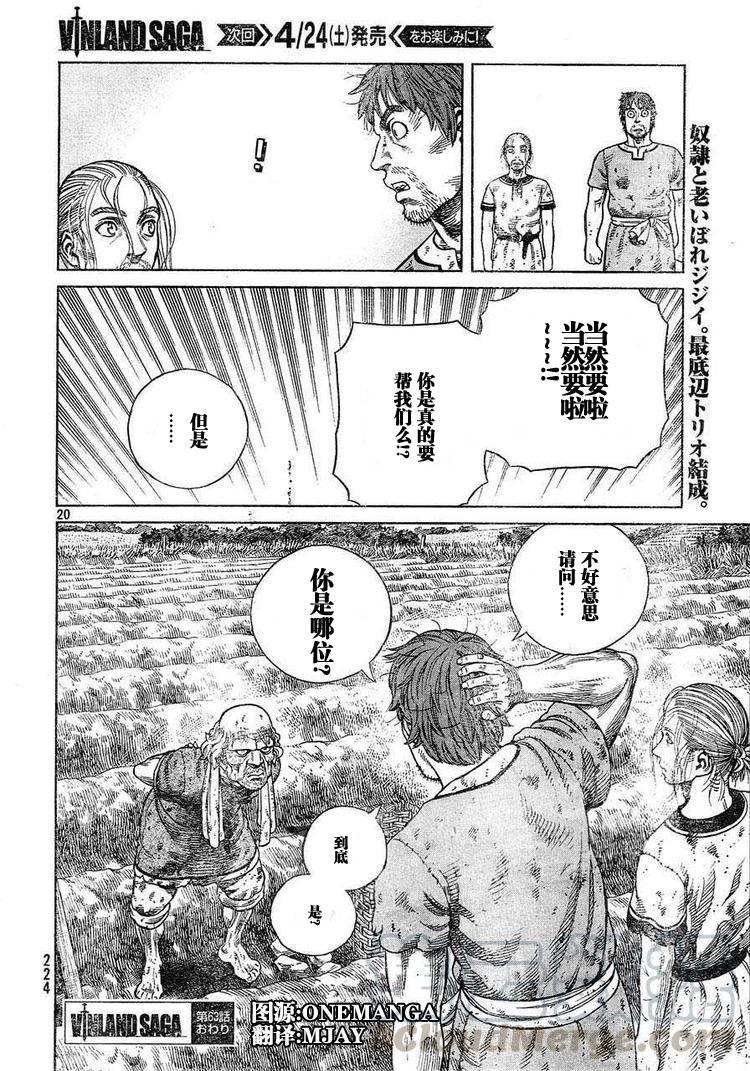 VINLAND SAGA 次回 4/24(土)発売 をお楽しみに!
!
奴隷と老いぼれジジイ。最底辺トリオ結成。
当然要啦
当然要啦
~~~!!
你是真的要
帮我们么!?
但是
……
20
不好意思
请问……
你是哪位?
到底
是?
224
VINLAND SAGA
第63話
おわり
图源:ONEMANGA
翻译:MJAY
ACloudMerge.com